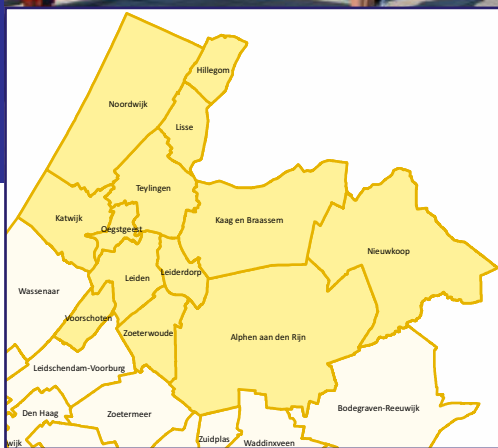 Hillegom
Noordwijk
Lisse
Teylingen
Katwijk
Kaag en Braassem
Oegstgeest
Nieuwkoop
Leiderdorp
Leiden
Wassenaar
Voorschoten
Zoeterwoude
Alphen aan den Rijn
Leidschendam-Voorburg
Bodegraven-Reeuwijk
Den Haag
Zoetermeer
Zuidplas
wijk
Waddinxveen